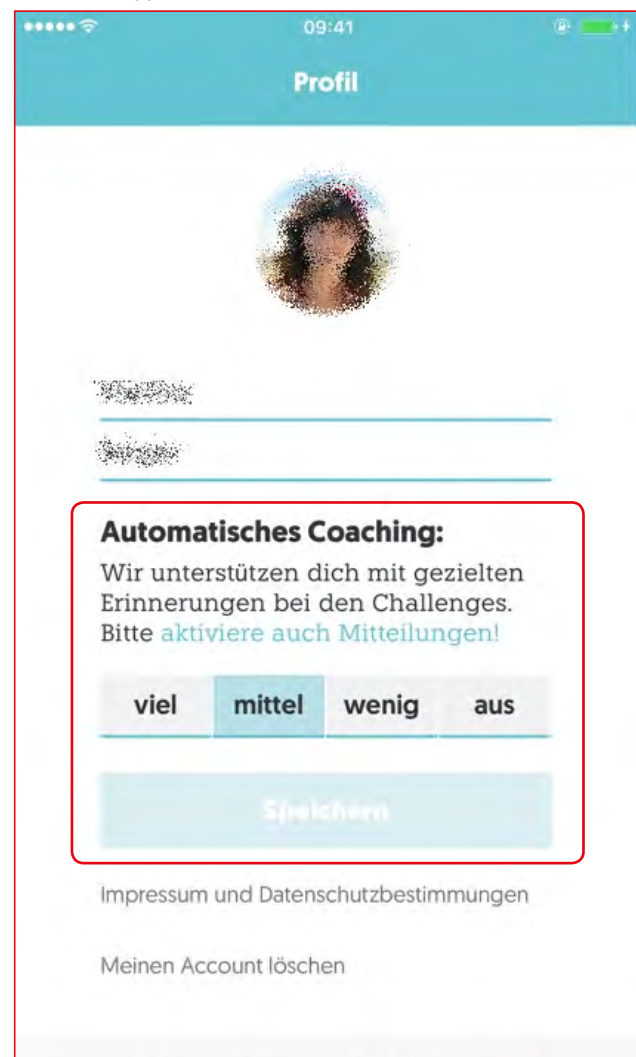 09:41
Profil
Automatisches Coaching:
Wir unterstützen dich mit gezielten
Erinnerungen bei den Challenges.
Bitte aktiviere auch Mitteilungen!
viel mittel wenig aus
Speichern
Impressum und Datenschutzbestimmungen
Meinen Account löschen